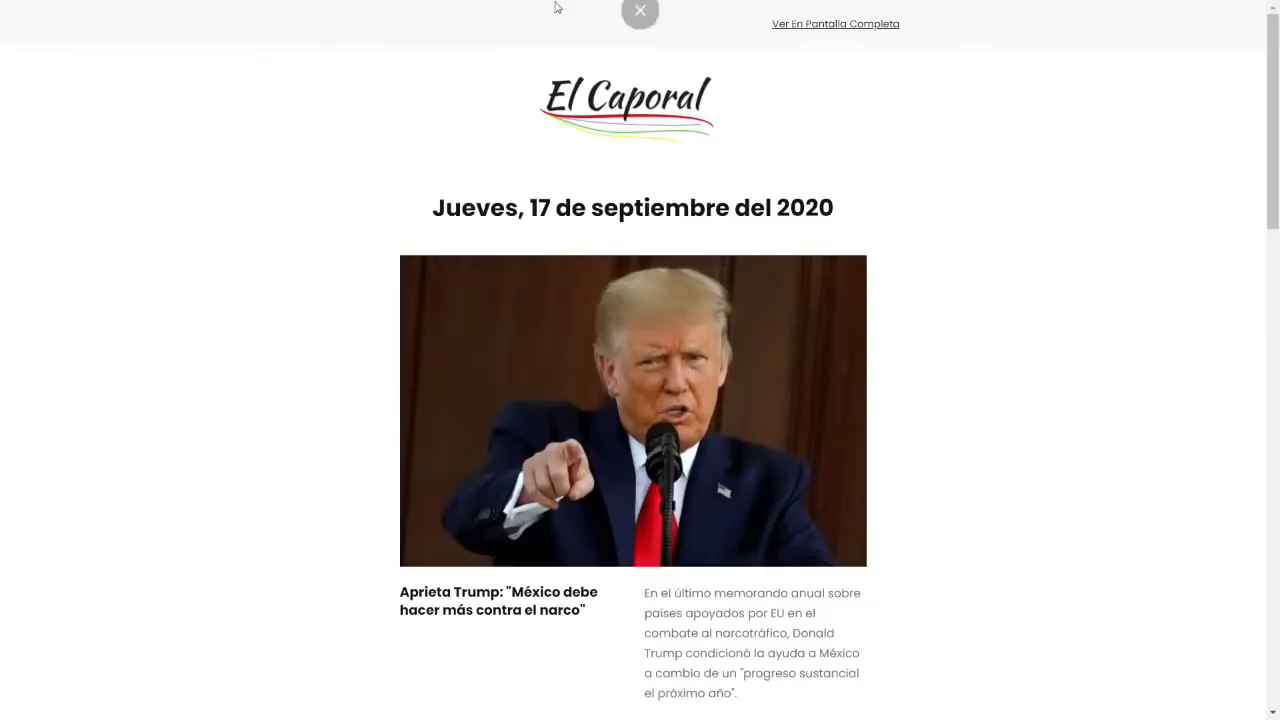 Ver En Pantalla Completa
El Caporal
Jueves, 17 de septiembre del 2020
Aprieta Trump: "México debe
hacer más contra el narco"
En el último memorando anual sobre
países apoyados por EU en el
combate al narcotráfico, Donald
Trump condicionó la ayuda a México
a cambio de un "progreso sustancial
el próximo año".